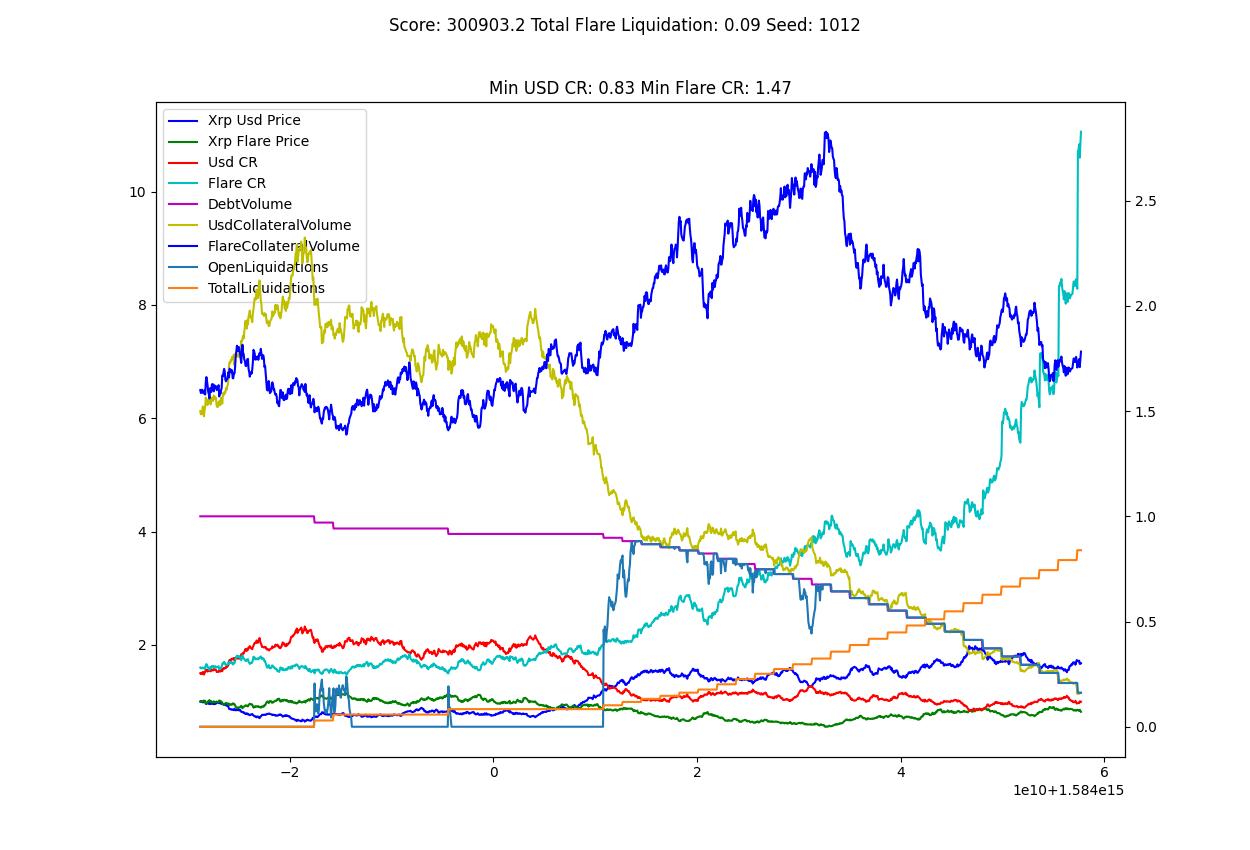 Score: 300903.2 Total Flare Liquidation: 0.09 Seed: 1012
Min USD CR: 0.83 Min Flare CR: 1.47
Xrp Usd Price
Xrp Flare Price
Usd CR
Flare CR
DebtVolume
UsdCollateralVolume
FlareCollateralVolume
OpenLiquidations
TotalLiquidations
10
8
6
4
2
2.5
2.0
1.5
1.0
0.5
0.0
−2
0
2
4
6
1e10+1.584e15